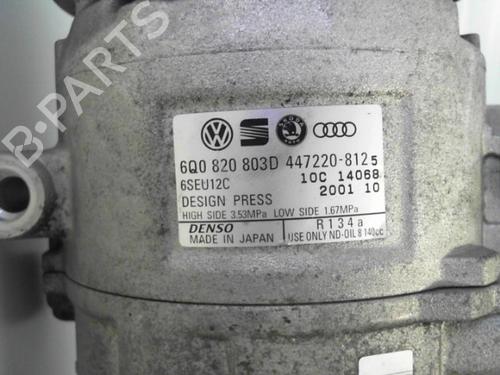 B-PARTS
6Q0 820 803D 447220-8125
6SEU12C 10C 14068
2001 10
DESIGN PRESS
HIGH SIDE 3.53MPa LOW SIDE 1.67MPa
DENSO R134a
MADE IN JAPAN USE ONLY ND-OIL 8 140cc